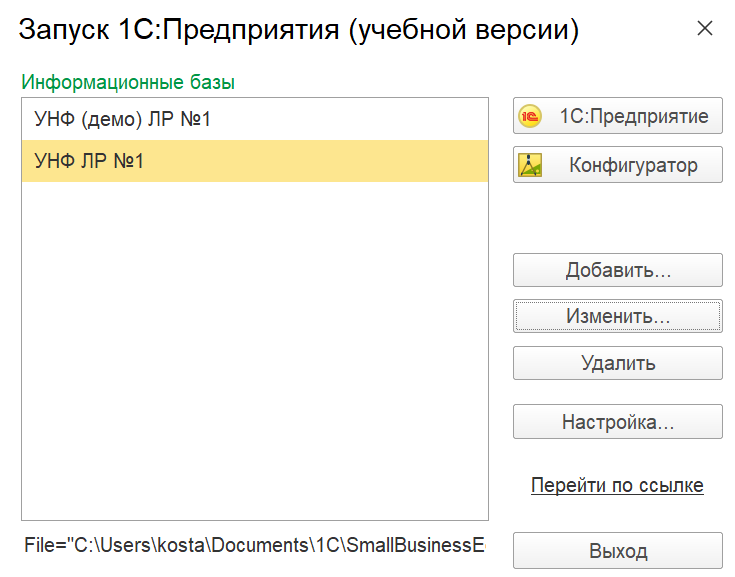 Запуск 1С:Предприятия (учебной версии)
Информационные базы
УНФ (демо) ЛР №1
УНФ ЛР №1
1С:Предприятие
Конфигуратор
Добавить...
Изменить...
Удалить
Настройка...
Перейти по ссылке
File="C:\Users\kosta\Documents\1C\SmallBusinessE
Выход